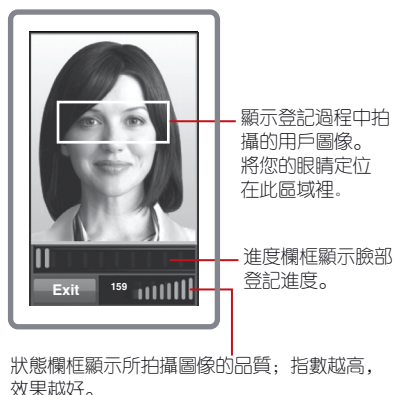 顯示登記過程中拍
攝的用戶圖像。
將您的眼睛定位
在此區域裡。
進度欄框顯示臉部
登記進度。
Exit
159
狀態欄框顯示所拍攝圖像的品質；指數越高，
效果越好。